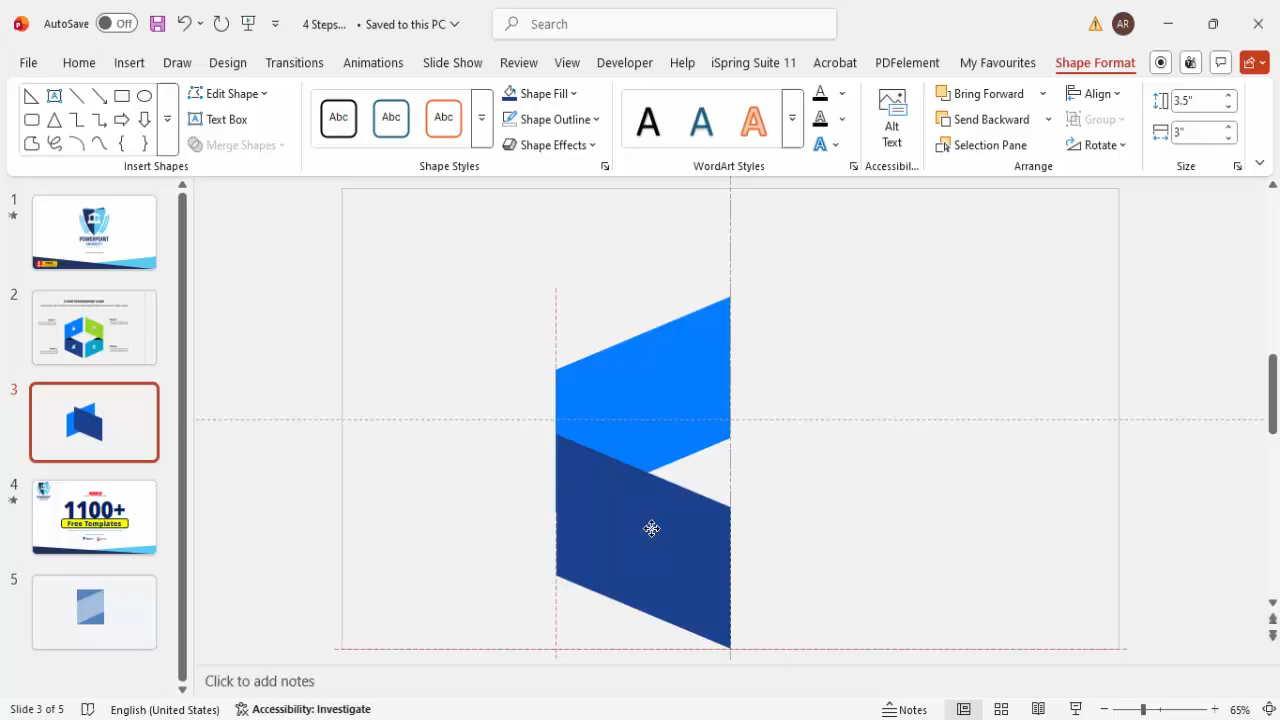 AutoSave Off 4 Steps... • Saved to this PC Search AR
File Home Insert Draw Design Transitions Animations Slide Show Review View Developer Help iSpring Suite 11 Acrobat PDFelement My Favourites Shape Format
Edit Shape
Text Box
Merge Shapes
Insert Shapes
Abc Abc Abc
Shape Fill
Shape Outline
Shape Effects
Shape Styles
A A A
WordArt Styles
Alt
Text
Accessibil...
Bring Forward
Send Backward
Selection Pane
Align
Group
Rotate
Arrange
3.5"
3"
Size
1
POWERPOINT
UNIVERSITY
2
3
4
1100+
Free Templates
5
Click to add notes
Slide 3 of 5 English (United States) Accessibility: Investigate Notes 65%